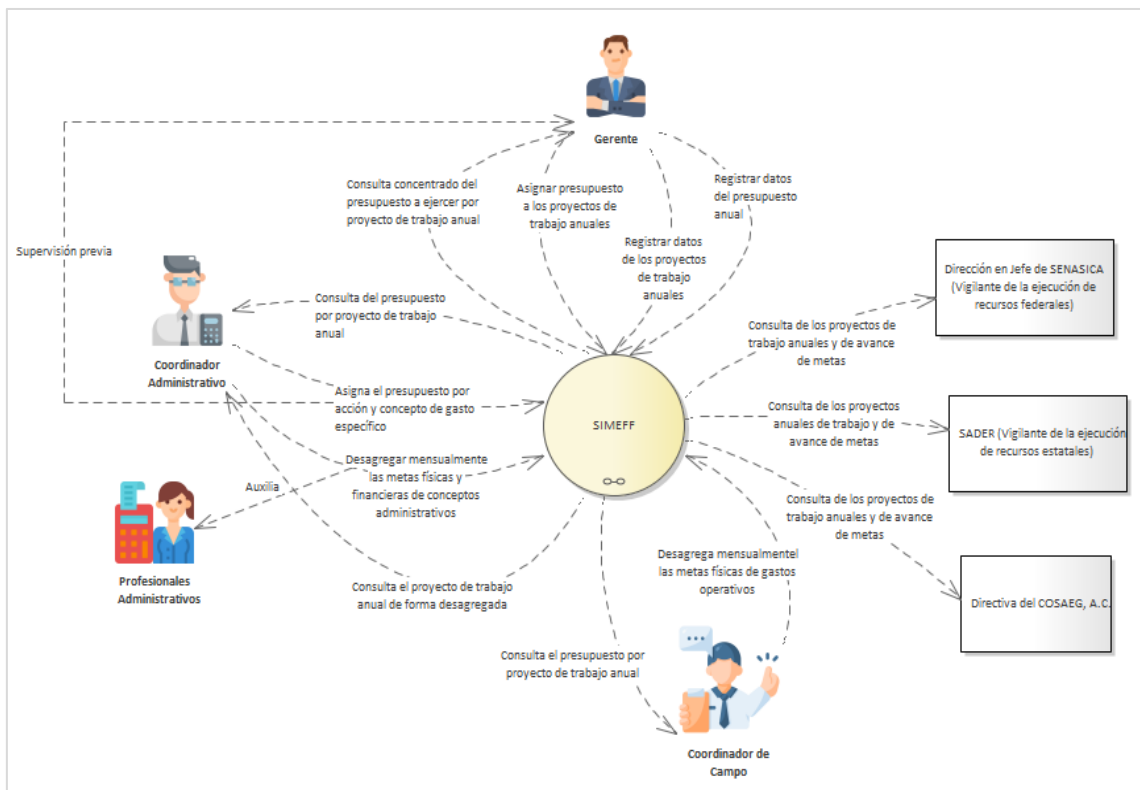 Gerente
Consulta concentrado del
presupuesto a ejercer por
proyecto de trabajo anual
Asignar presupuesto
a los proyectos de
trabajo anuales
Registrar datos
del presupuesto
anual
Registrar datos
de los proyectos
de trabajo
anuales
Supervisión previa
Coordinador
Administrativo
Consulta del presupuesto
por proyecto de trabajo
anual
Dirección en Jefe de SENASICA
(Vigilante de la ejecución de
recursos federales)
Consulta de los proyectos de
trabajo anuales y de avance
de metas
Asigna el presupuesto por
acción y concepto de gasto
específico
SIMEFF
Consulta de los proyectos
anuales de trabajo y de
avance de metas
SADER (Vigilante de la ejecución
de recursos estatales)
Desagregar mensualmente
las metas físicas y
financieras de conceptos
administrativos
Auxilia
Profesionales
Administrativos
Consulta de los proyectos de
trabajo anuales y de avance
de metas
Desagrega mensualmentel
las metas físicas de gastos
operativos
Consulta el proyecto de trabajo
anual de forma desagregada
Directiva del COSAEG, A.C.
Consulta el presupuesto por
proyecto de trabajo anual
Coordinador de
Campo